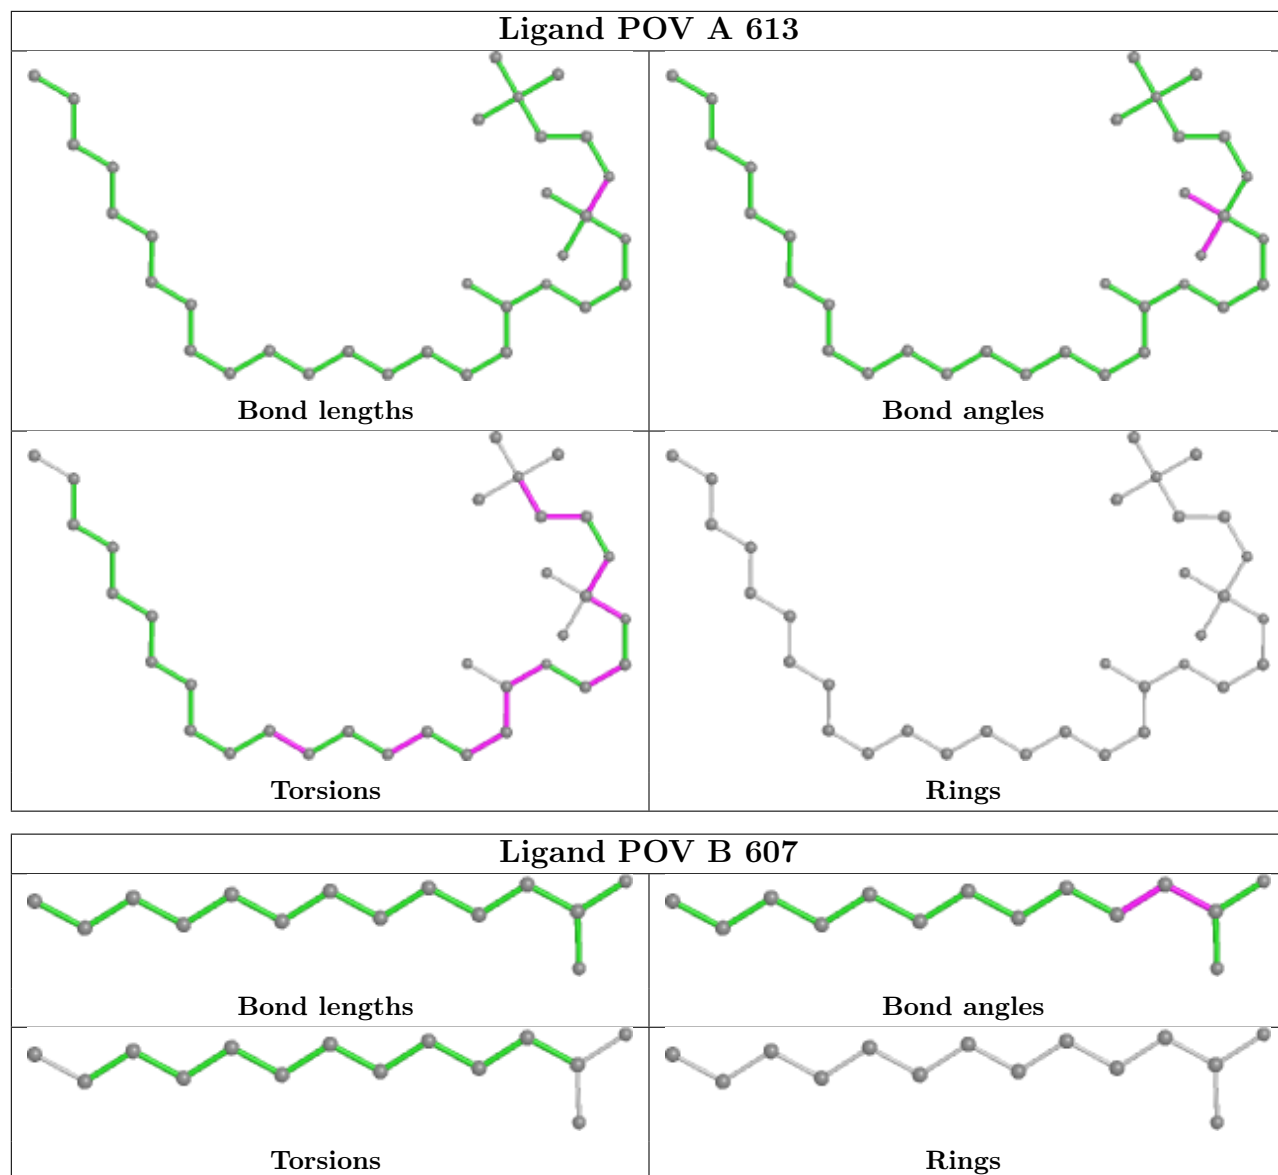 Ligand POV A 613
Bond lengths
Bond angles
Torsions
Rings
Ligand POV B 607
Bond lengths
Bond angles
Torsions
Rings